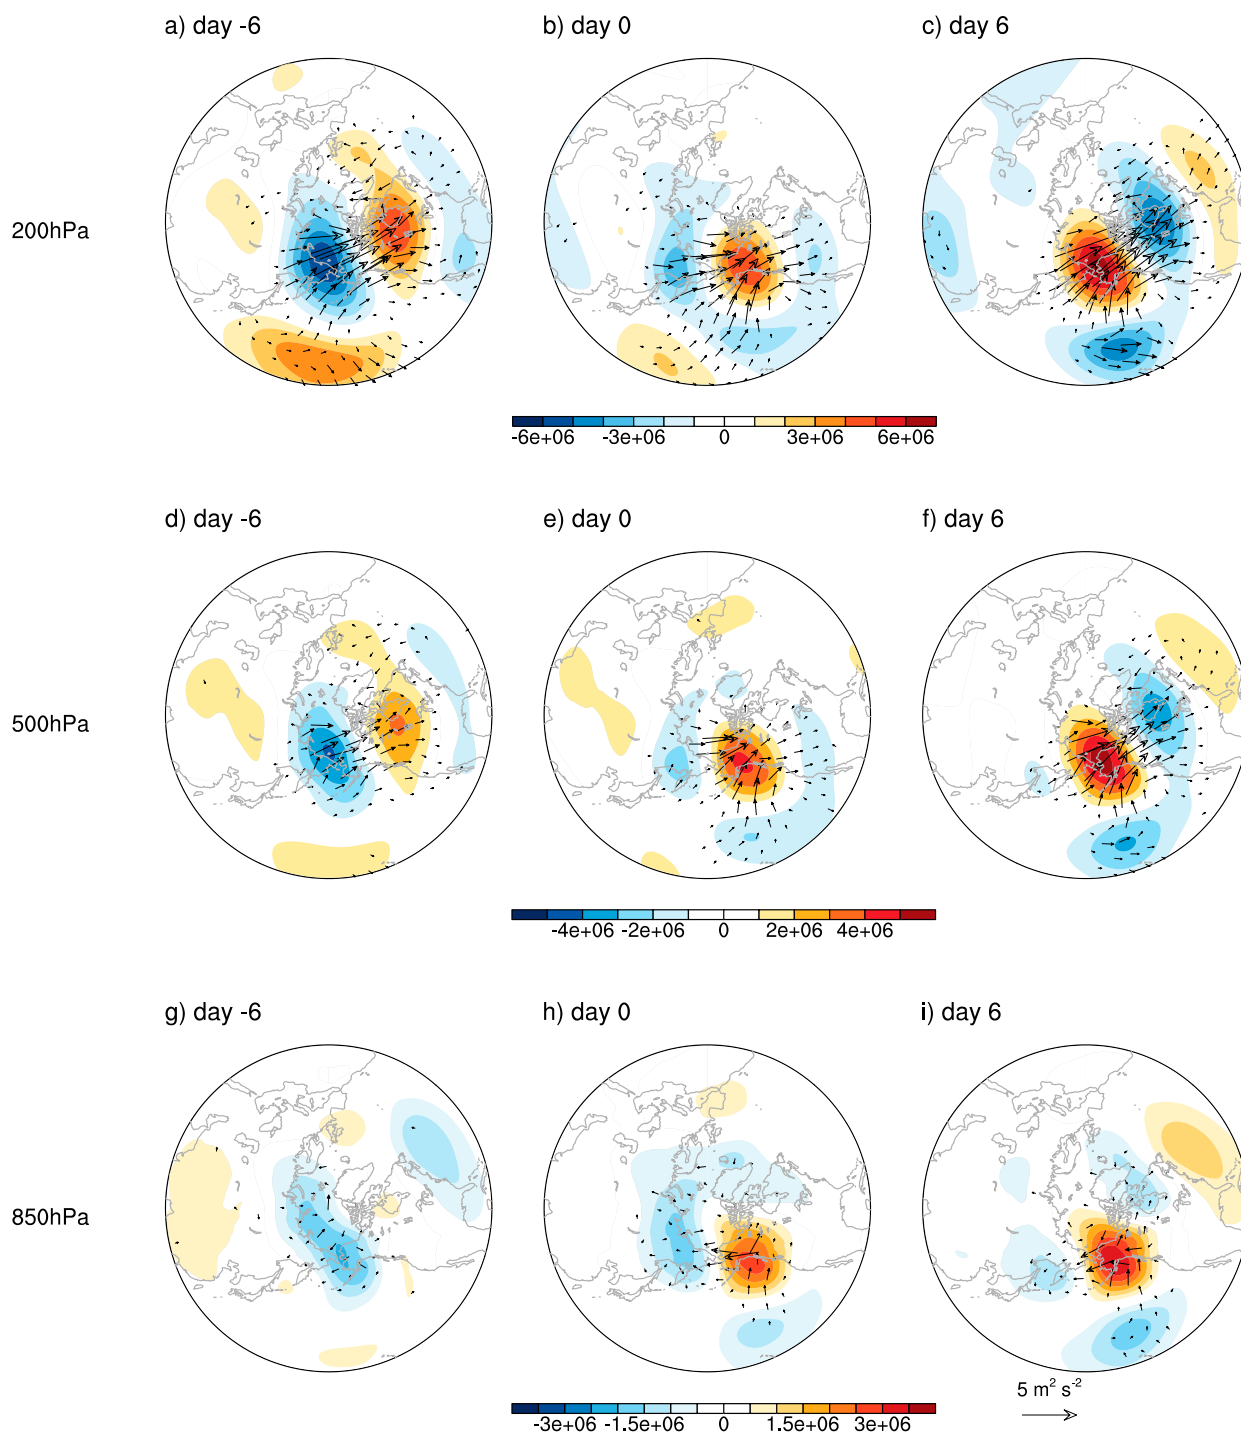 a) day -6
b) day 0
c) day 6
200hPa
-6e+06 -3e+06 0 3e+06 6e+06
d) day -6
e) day 0
f) day 6
500hPa
-4e+06 -2e+06 0 2e+06 4e+06
g) day -6
h) day 0
i) day 6
850hPa
5 m² s⁻²
-3e+06 -1.5e+06 0 1.5e+06 3e+06